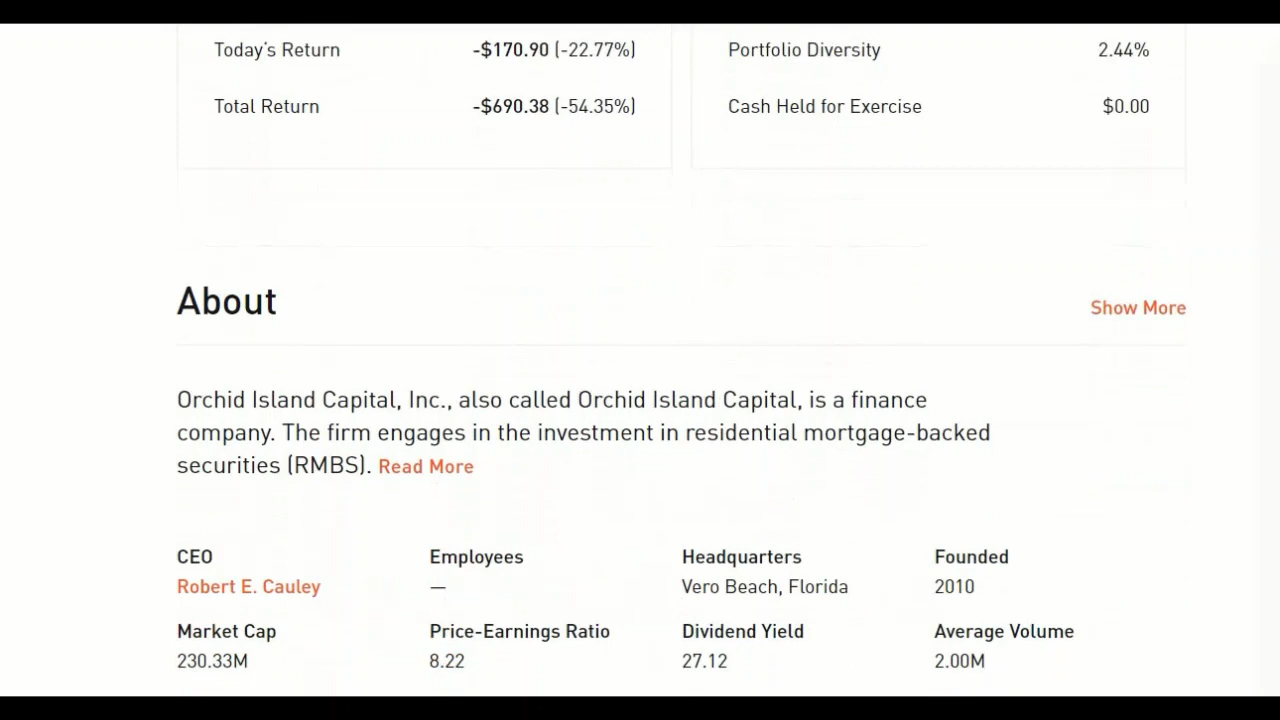 Today's Return -$170.90 (-22.77%) Portfolio Diversity 2.44%
Total Return -$690.38 (-54.35%) Cash Held for Exercise $0.00
About Show More
Orchid Island Capital, Inc., also called Orchid Island Capital, is a finance
company. The firm engages in the investment in residential mortgage-backed
securities (RMBS). Read More
CEO Employees Headquarters Founded
Robert E. Cauley — Vero Beach, Florida 2010
Market Cap Price-Earnings Ratio Dividend Yield Average Volume
230.33M 8.22 27.12 2.00M